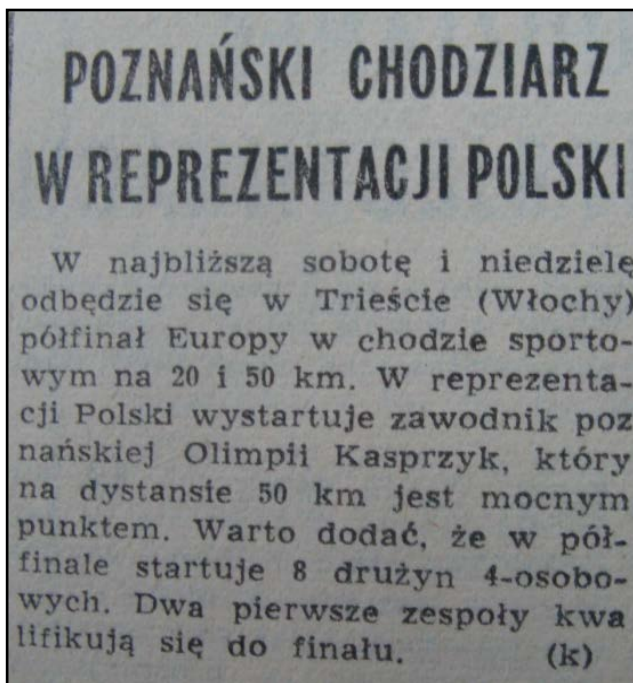 POZNAŃSKI CHODZIARZ
W REPREZENTACJI POLSKI
W najbliższą sobotę i niedzielę
odbędzie się w Trieście (Włochy)
półfinał Europy w chodzie sporto-
wym na 20 i 50 km. W reprezenta-
cji Polski wystartuje zawodnik poz
nańskiej Olimpii Kasprzyk, który
na dystansie 50 km jest mocnym
punktem. Warto dodać, że w pół-
finale startuje 8 drużyn 4-osobo-
wych. Dwa pierwsze zespoły kwa
lifikują się do finału. (k)